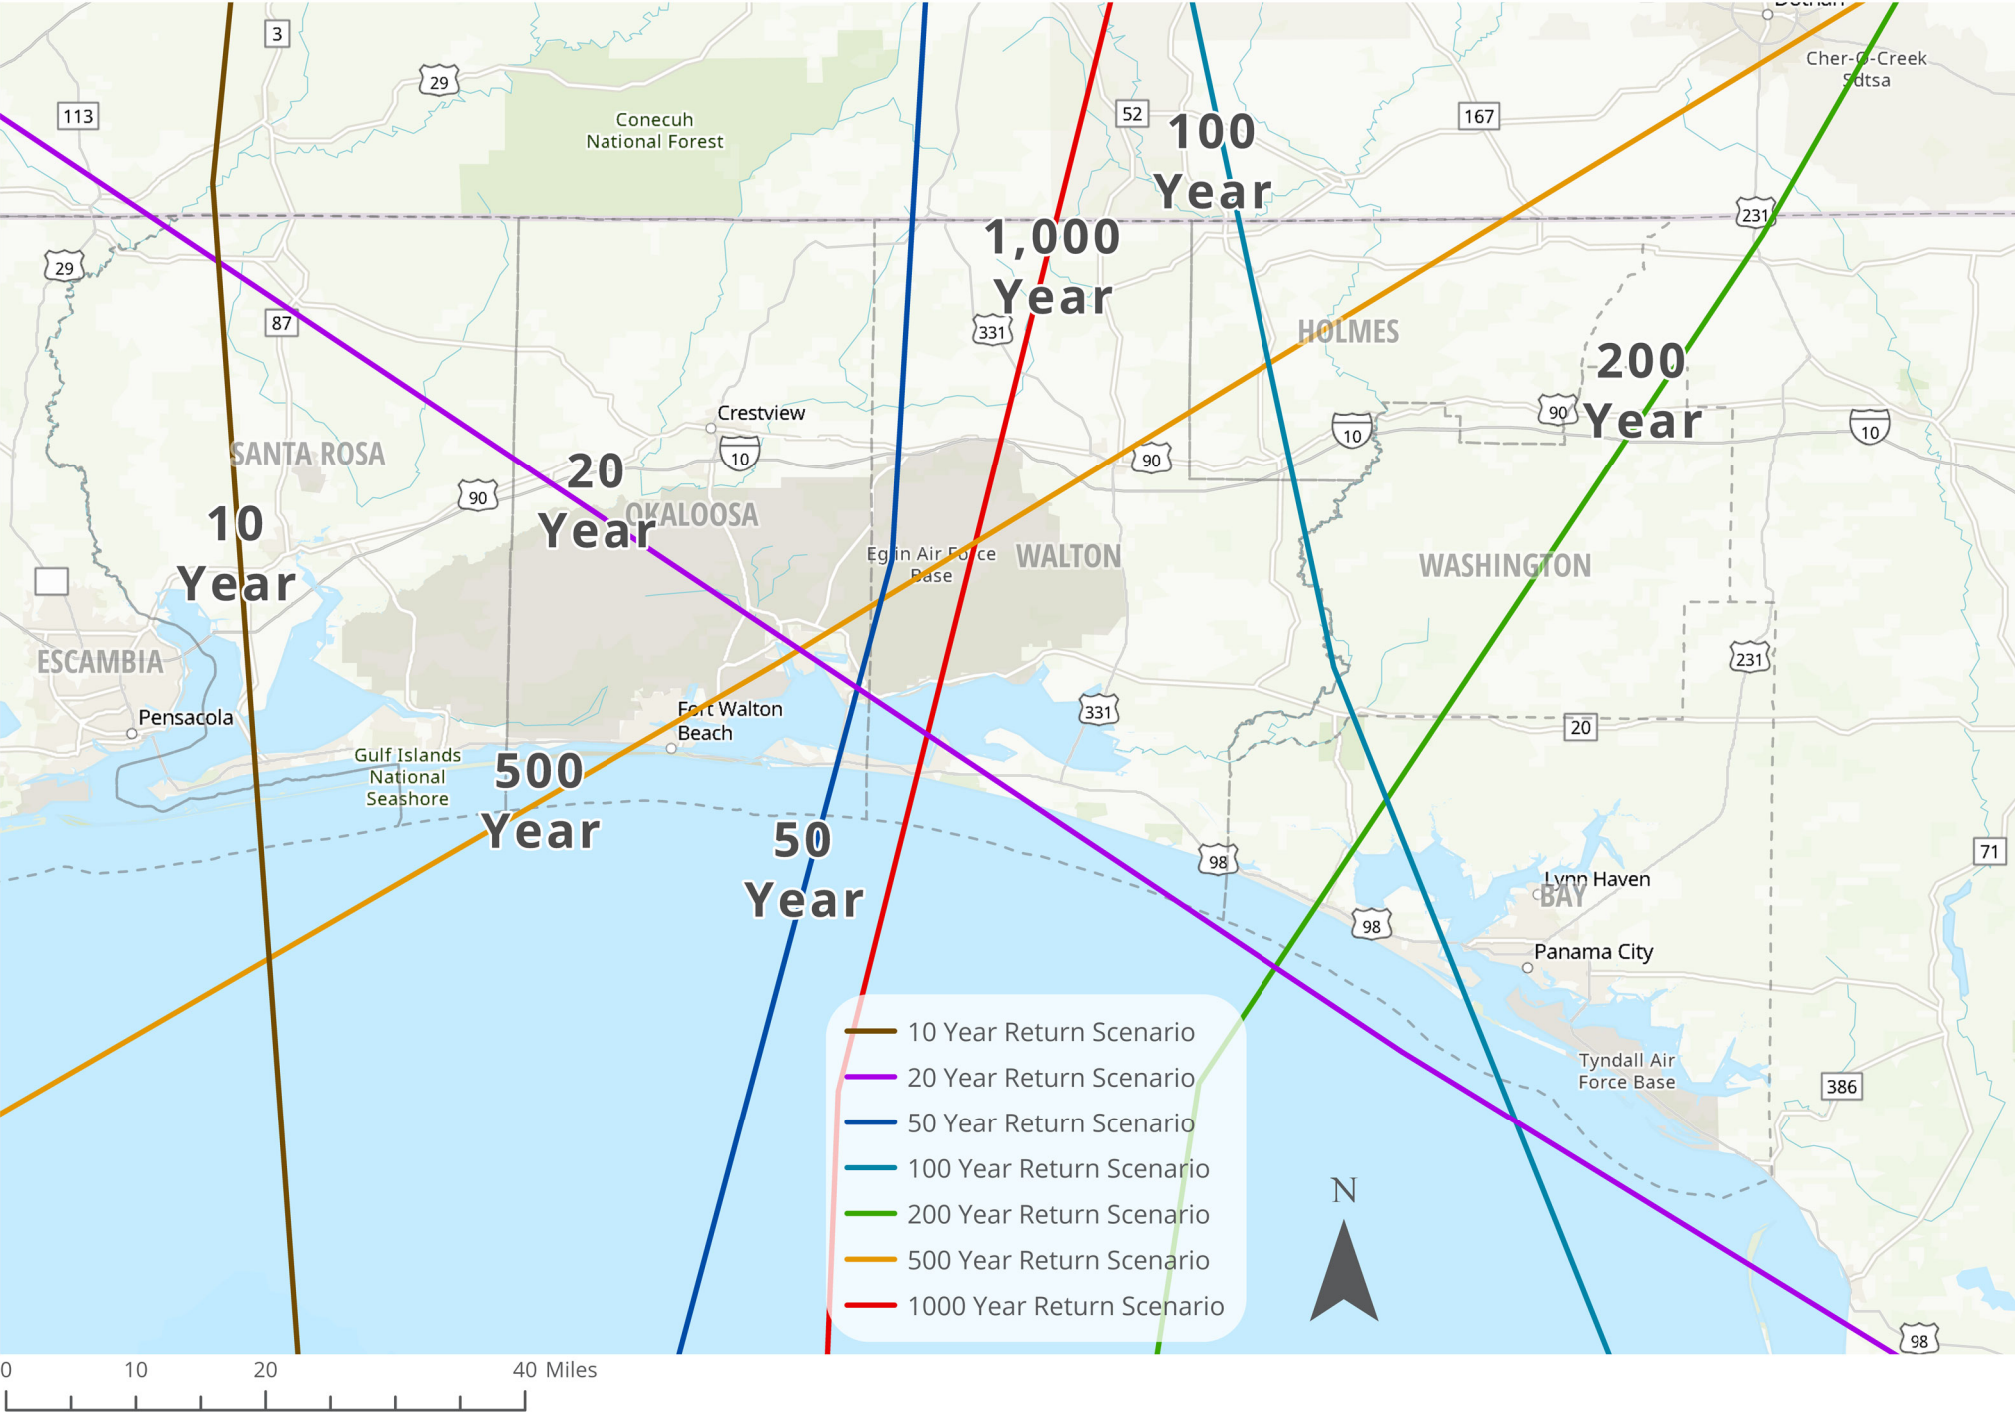 Dothan
3
Cher-O-Creek
Sdtsa
29
113
Conecuh
National Forest
52
167
100
Year
231
1,000
Year
29
87
331
HOLMES
200
Year
Crestview
90
10
10
10
SANTA ROSA
20
Year
90
90
OKALOOSA
10
Year
Eglin Air Force
Base
WALTON
WASHINGTON
ESCAMBIA
231
Pensacola
Fort Walton
Beach
331
20
Gulf Islands
National
Seashore
500
Year
50
Year
98
71
Lynn Haven
BAY
98
Panama City
Tyndall Air
Force Base
386
10 Year Return Scenario
20 Year Return Scenario
50 Year Return Scenario
100 Year Return Scenario
200 Year Return Scenario
500 Year Return Scenario
1000 Year Return Scenario
N
98
0 10 20 40 Miles